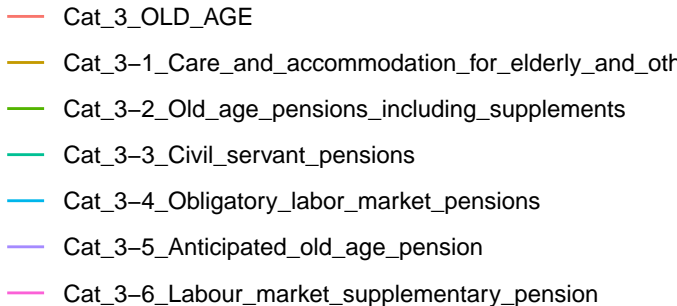 Cat_3_OLD_AGE
Cat_3−1_Care_and_accommodation_for_elderly_and_oth
Cat_3−2_Old_age_pensions_including_supplements
Cat_3−3_Civil_servant_pensions
Cat_3−4_Obligatory_labor_market_pensions
Cat_3−5_Anticipated_old_age_pension
Cat_3−6_Labour_market_supplementary_pension